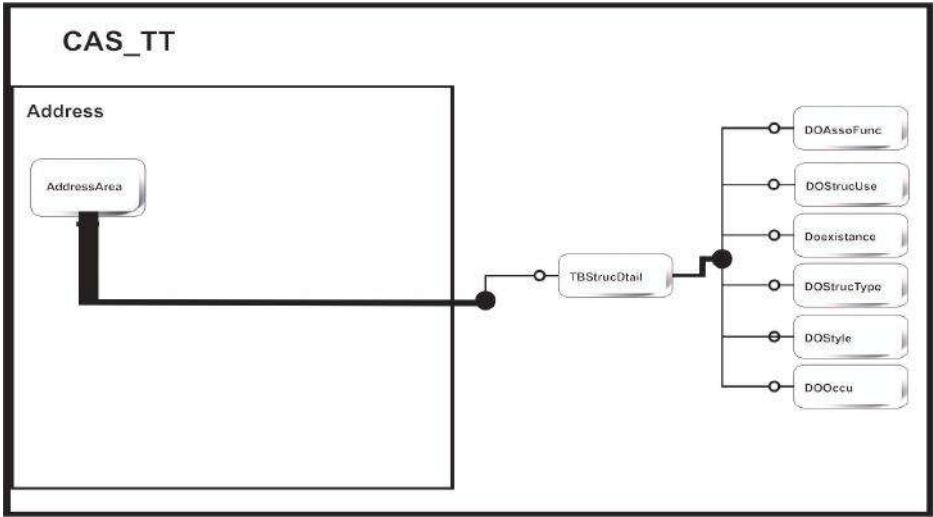 CAS_TT
Address
AddressArea
TBStrucDtail
DOAssoFunc
DOStrucUse
Doexistance
DOStrucType
DOStyle
DOOccu